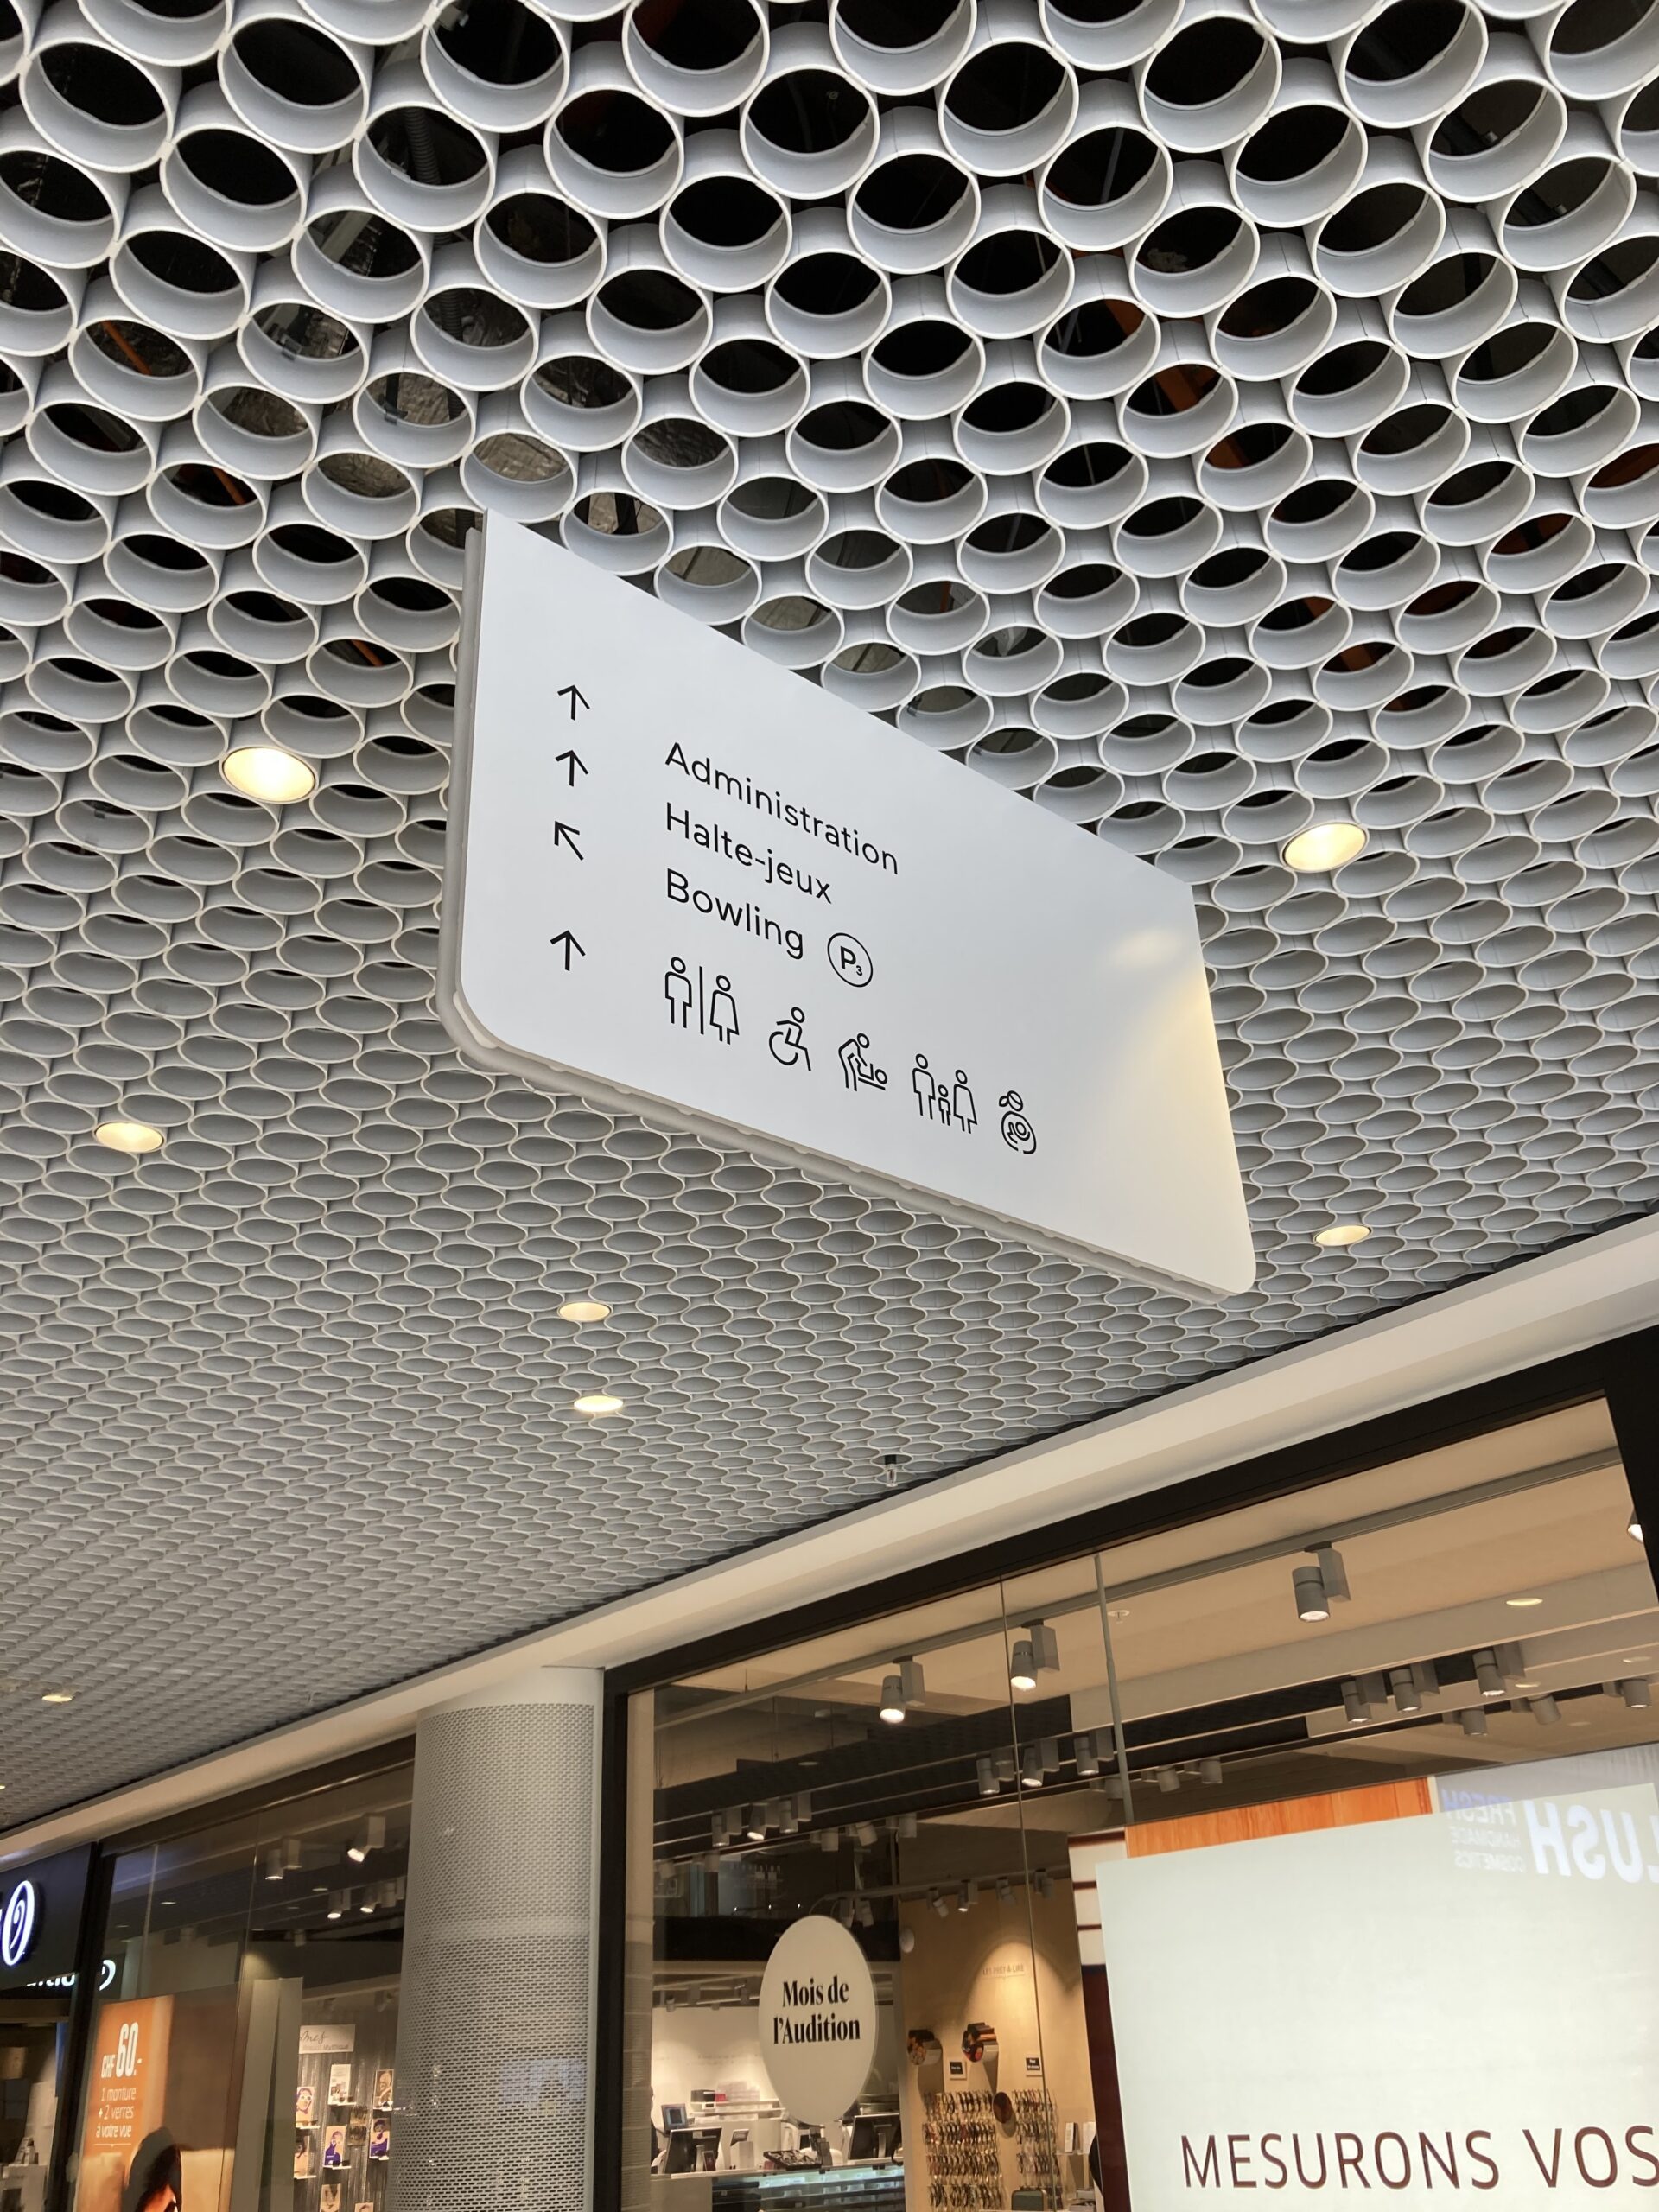 Administration
Halte-jeux
Bowling P3
LUSH
FRESH
HANDMADE
COSMETICS
Mois de
l'Audition
CHF 60.-
1 monture
+ 2 verres
à votre vue
MESURONS VOS